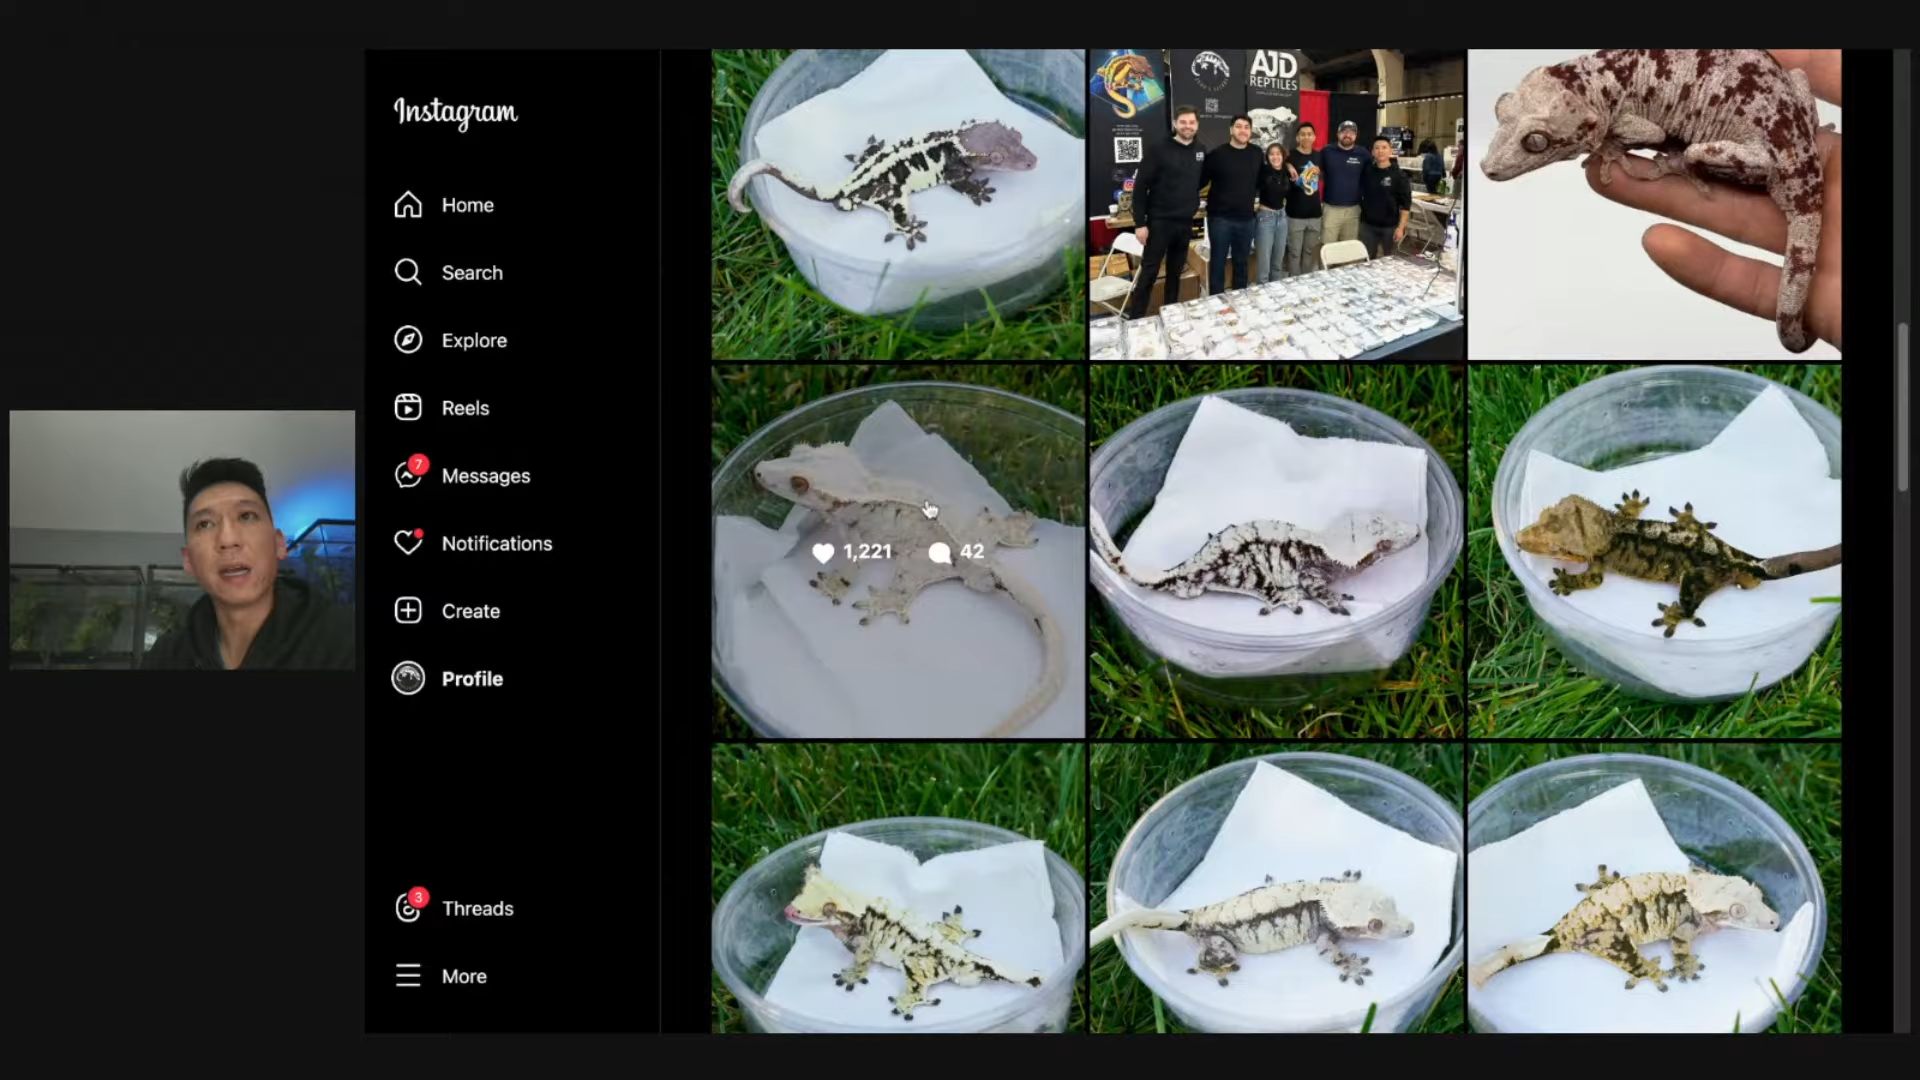 Instagram
Home
Search
Explore
Reels
7
Messages
Notifications
Create
Profile
3
Threads
More
AJD
REPTILES
1,221
42